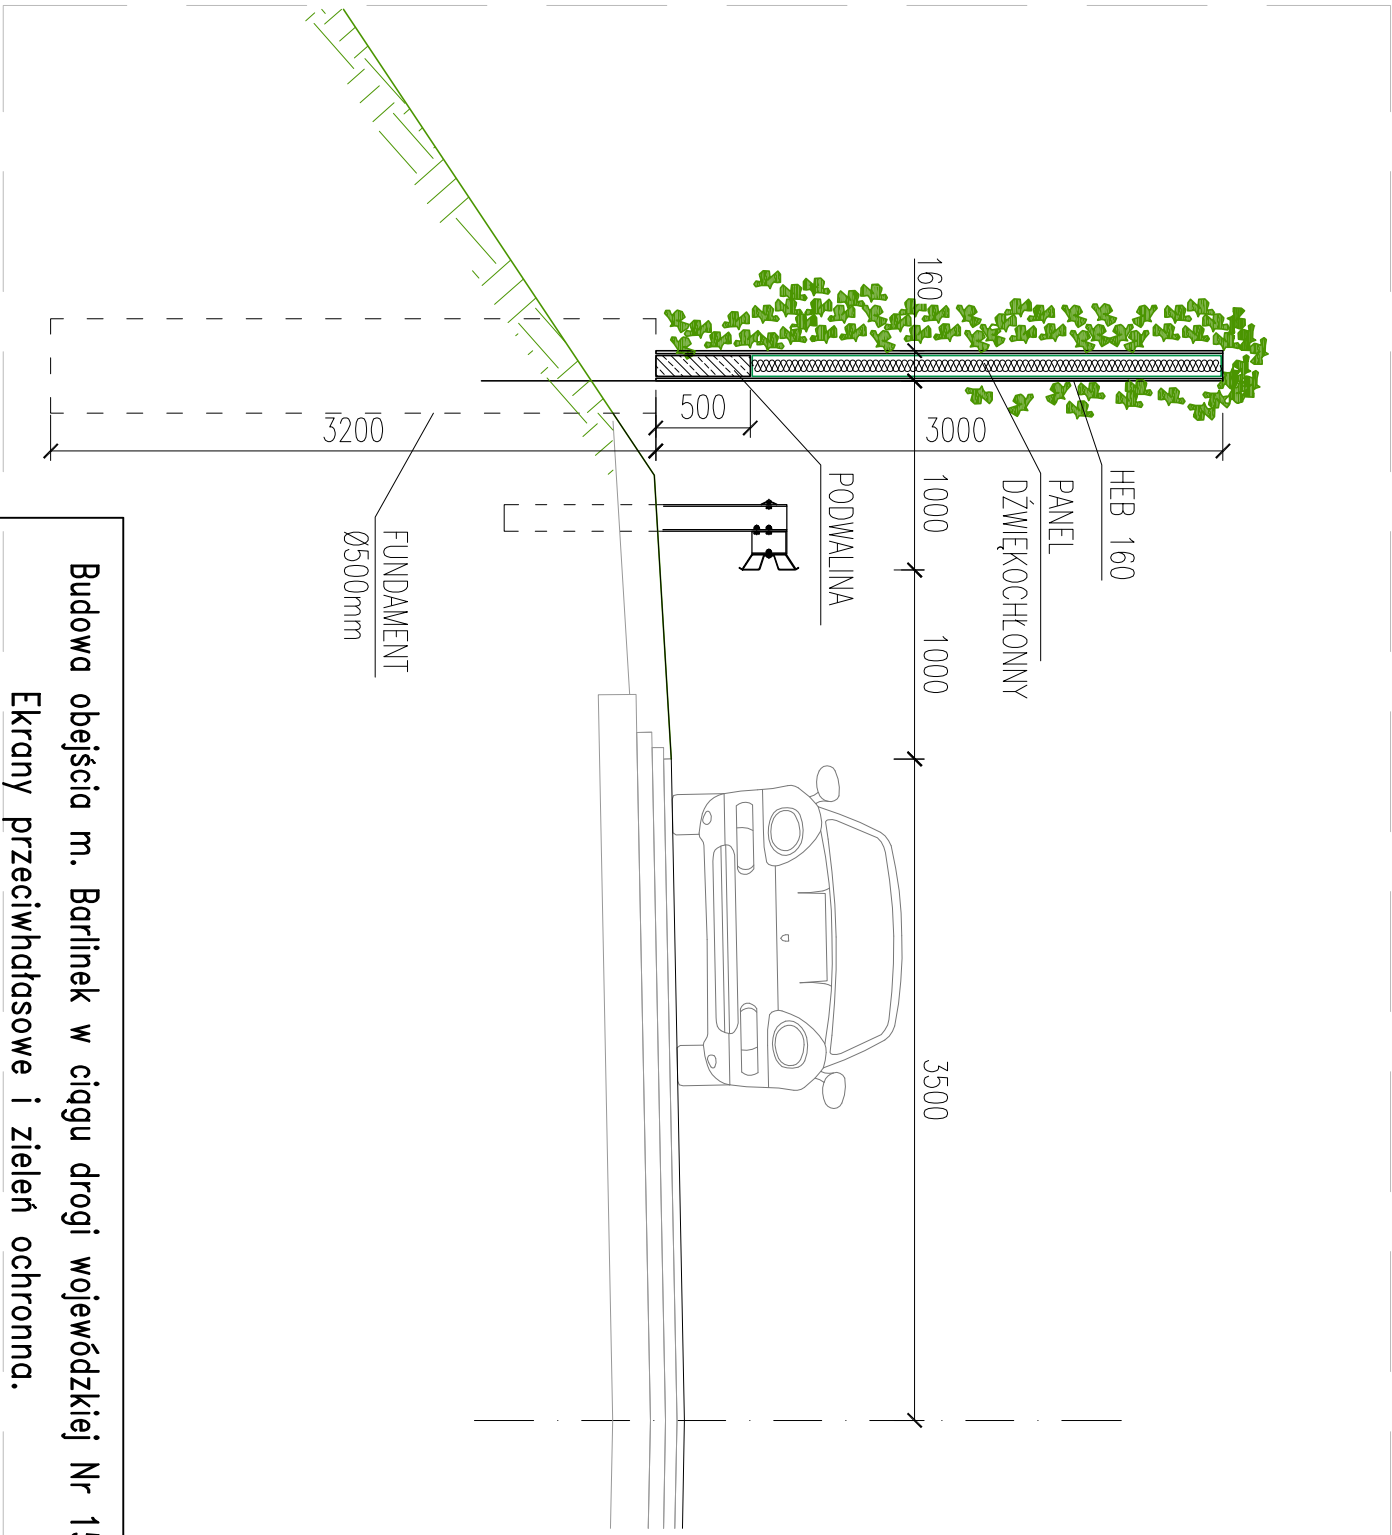 160
1000
1000
3500
3000
500
3200
HEB 160
PANEL
DŹWIĘKOCHŁONNY
PODWALINA
FUNDAMENT
Ø500mm
Budowa obejścia m. Barlinek w ciągu drogi wojewódzkiej Nr
Ekrany przeciwhałasowe i zieleń ochronna.